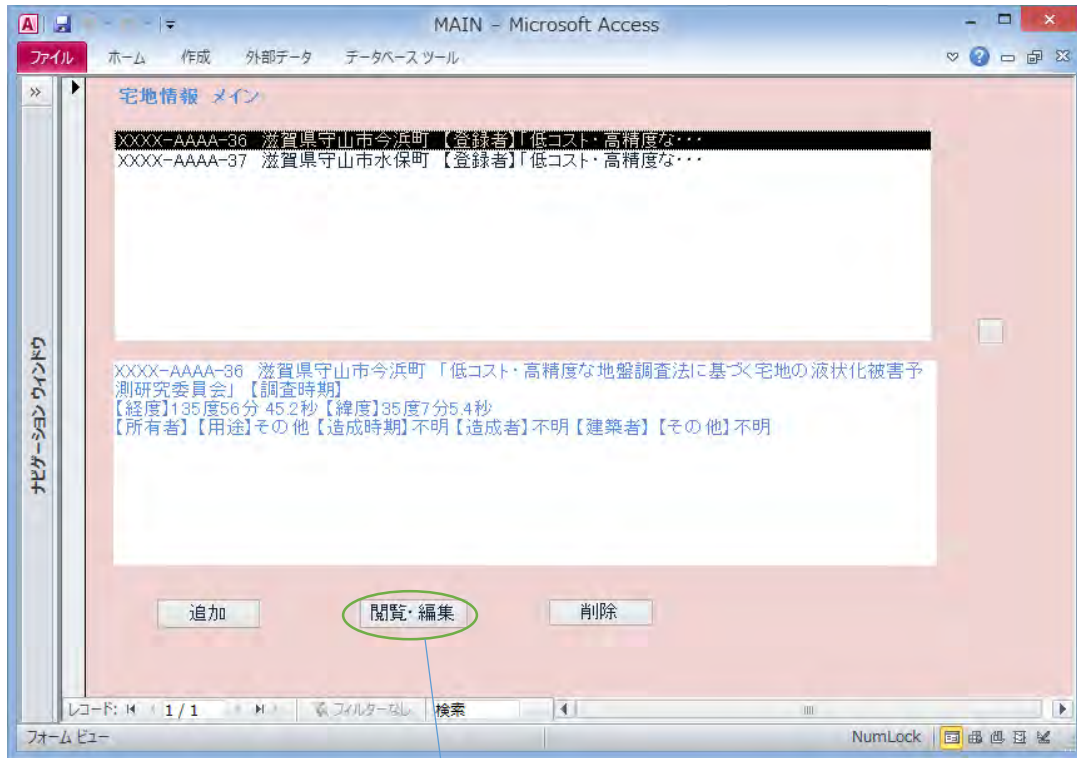 MAIN - Microsoft Access
ファイル ホーム 作成 外部データ データベース ツール
宅地情報 メイン
XXXX-AAAA-36 滋賀県守山市今浜町 【登録者】「低コスト・高精度な・・・
XXXX-AAAA-37 滋賀県守山市水保町 【登録者】「低コスト・高精度な・・・
ナビゲーション ウィンドウ
XXXX-AAAA-36 滋賀県守山市今浜町 「低コスト・高精度な地盤調査法に基づく宅地の液状化被害予
測研究委員会」【調査時期】
【経度】135度56分 45.2秒【緯度】35度7分5.4秒
【所有者】【用途】その他【造成時期】不明【造成者】不明【建築者】【その他】不明
追加 閲覧・編集 削除
レコード: 1 / 1 フィルターなし 検索
フォーム ビュー NumLock